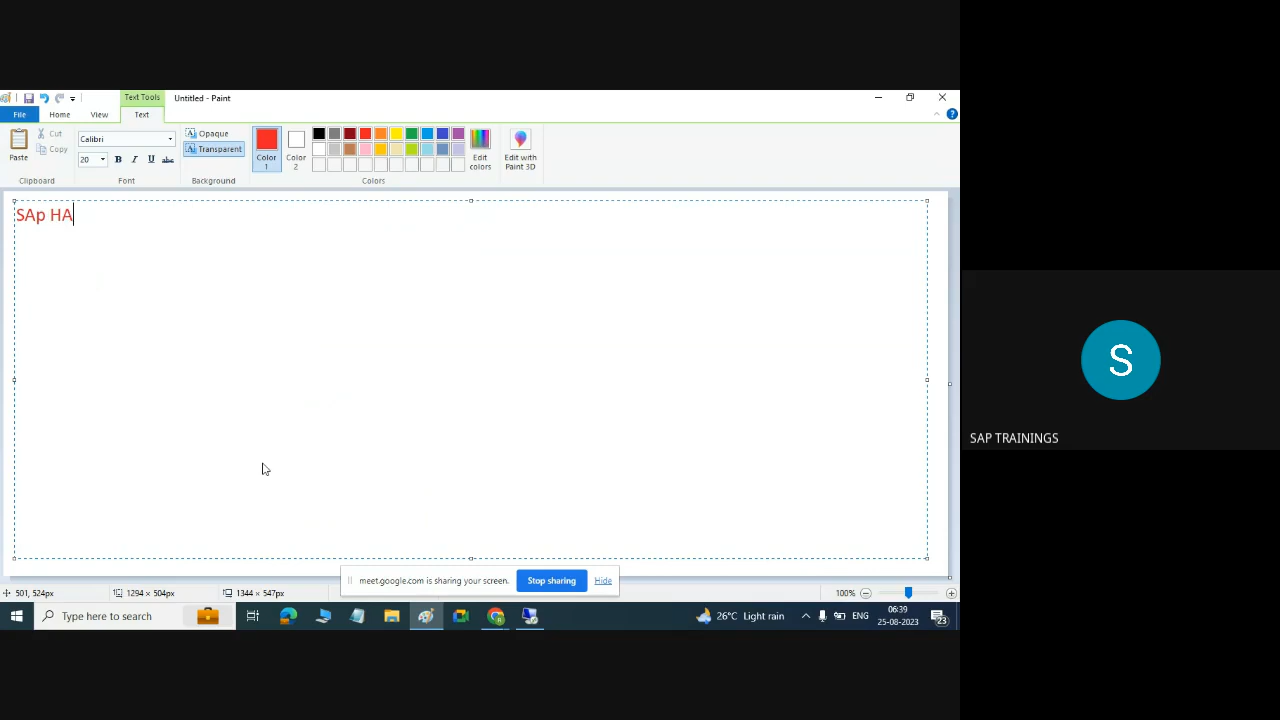 Text Tools
Untitled - Paint
File
Home
View
Text
Paste
Cut
Copy
Clipboard
Calibri
20
B
I
U
abc
Font
Opaque
Transparent
Background
Color 1
Color 2
Edit colors
Colors
Edit with Paint 3D
SAp HA
S
SAP TRAININGS
meet.google.com is sharing your screen.
Stop sharing
Hide
501, 524px
1294 × 504px
1344 × 547px
100%
Type here to search
26°C Light rain
ENG
06:39
25-08-2023
23